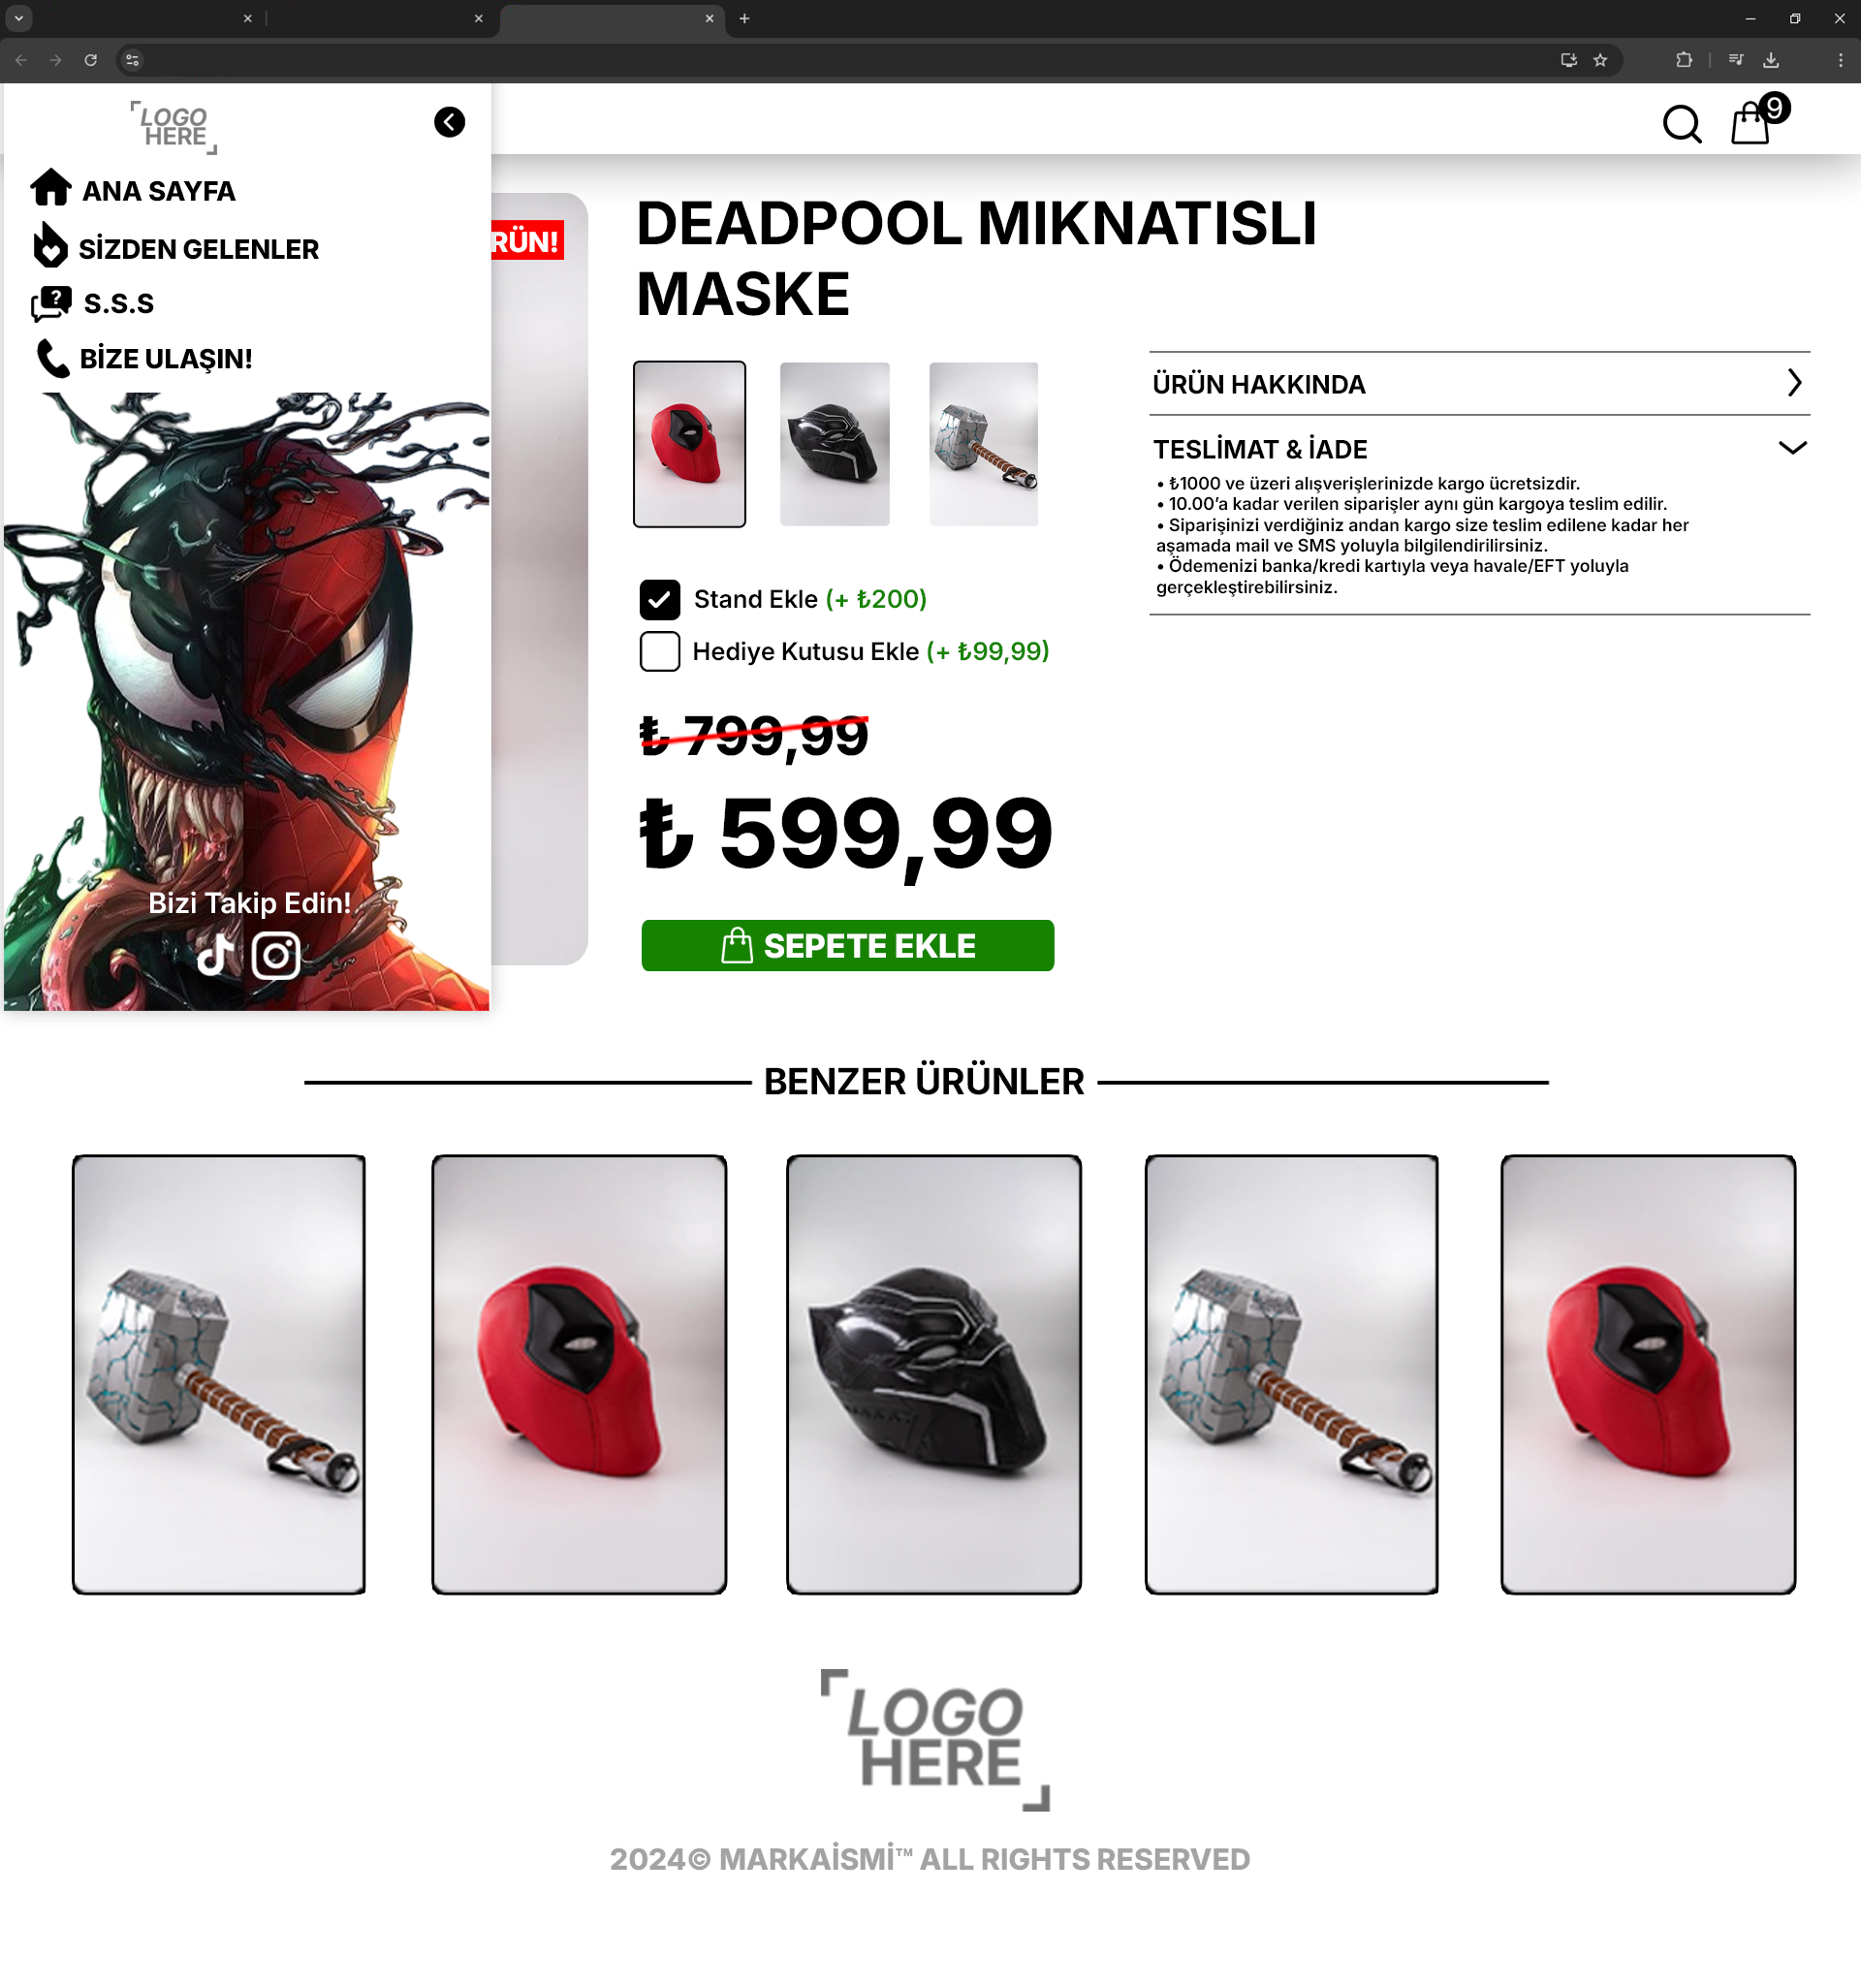 9
LOGO
HERE
ANA SAYFA
SİZDEN GELENLER
S.S.S
BİZE ULAŞIN!
Bizi Takip Edin!
DEADPOOL MIKNATISLI
MASKE
Stand Ekle (+ ₺200)
Hediye Kutusu Ekle (+ ₺99,99)
₺ 799,99
₺ 599,99
SEPETE EKLE
ÜRÜN HAKKINDA
TESLİMAT & İADE
• ₺1000 ve üzeri alışverişlerinizde kargo ücretsizdir.
• 10.00’a kadar verilen siparişler aynı gün kargoya teslim edilir.
• Siparişinizi verdiğiniz andan kargo size teslim edilene kadar her
aşamada mail ve SMS yoluyla bilgilendirilirsiniz.
• Ödemenizi banka/kredi kartıyla veya havale/EFT yoluyla
gerçekleştirebilirsiniz.
BENZER ÜRÜNLER
LOGO
HERE
2024© MARKAİSMİ™ ALL RIGHTS RESERVED